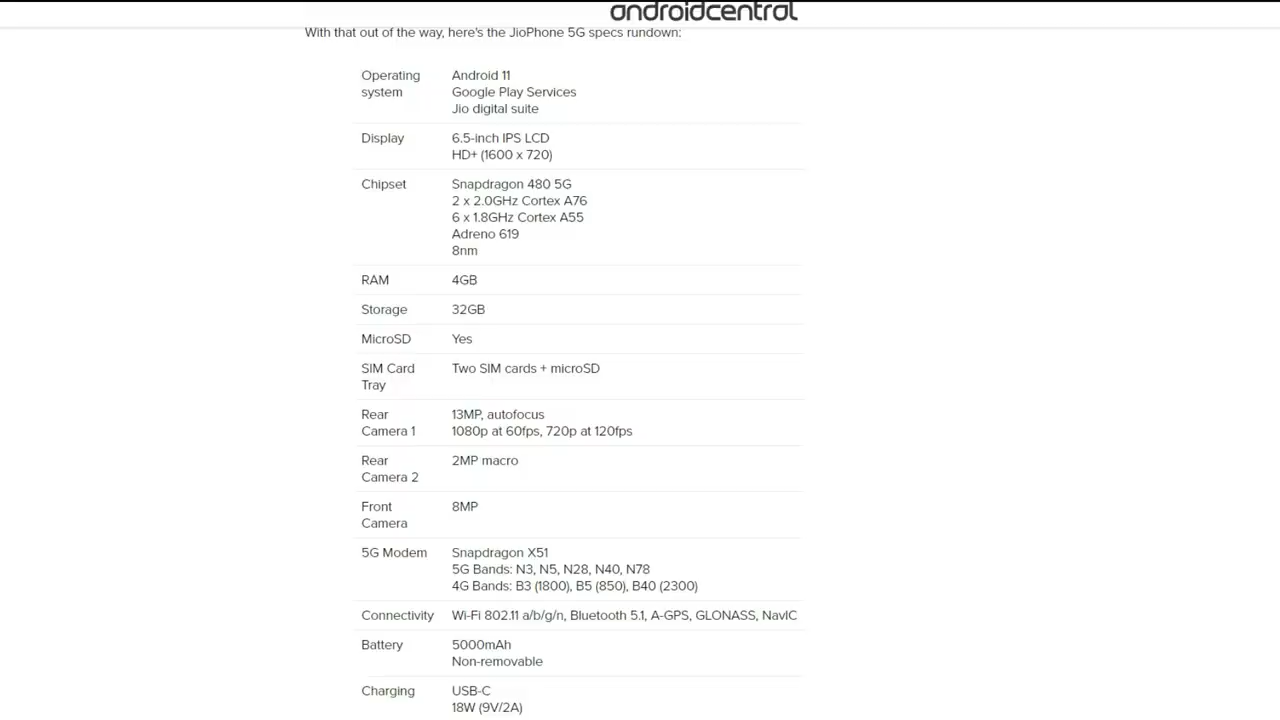 androidcentral
With that out of the way, here's the JioPhone 5G specs rundown:
Operating system
Android 11
Google Play Services
Jio digital suite
Display
6.5-inch IPS LCD
HD+ (1600 x 720)
Chipset
Snapdragon 480 5G
2 x 2.0GHz Cortex A76
6 x 1.8GHz Cortex A55
Adreno 619
8nm
RAM
4GB
Storage
32GB
MicroSD
Yes
SIM Card
Tray
Two SIM cards + microSD
Rear
Camera 1
13MP, autofocus
1080p at 60fps, 720p at 120fps
Rear
Camera 2
2MP macro
Front
Camera
8MP
5G Modem
Snapdragon X51
5G Bands: N3, N5, N28, N40, N78
4G Bands: B3 (1800), B5 (850), B40 (2300)
Connectivity
Wi-Fi 802.11 a/b/g/n, Bluetooth 5.1, A-GPS, GLONASS, NavIC
Battery
5000mAh
Non-removable
Charging
USB-C
18W (9V/2A)